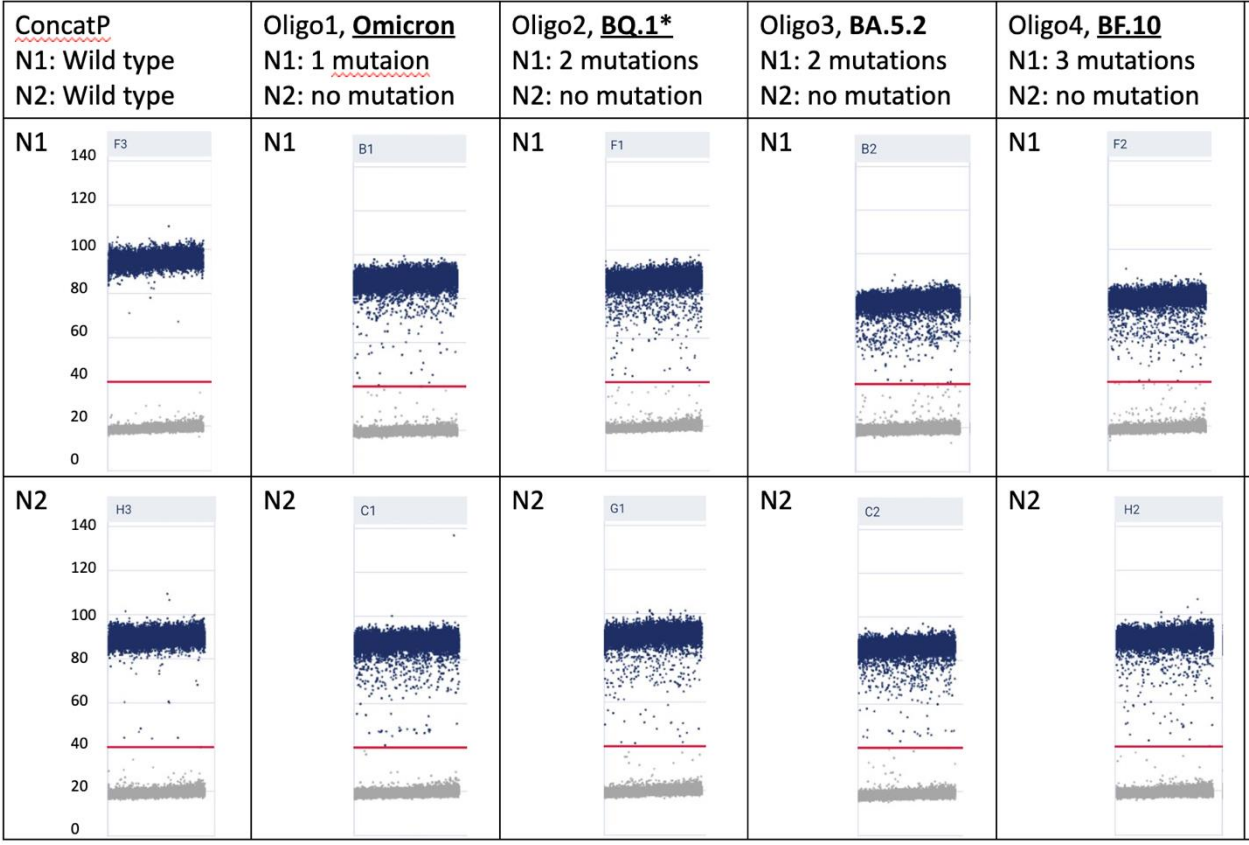 ConcatP
N1: Wild type
N2: Wild type
Oligo1, Omicron
N1: 1 mutaion
N2: no mutation
Oligo2, BQ.1*
N1: 2 mutations
N2: no mutation
Oligo3, BA.5.2
N1: 2 mutations
N2: no mutation
Oligo4, BF.10
N1: 3 mutations
N2: no mutation
N1
F3
140
120
100
80
60
40
20
0
N1
B1
N1
F1
N1
B2
N1
F2
N2
H3
140
120
100
80
60
40
20
0
N2
C1
N2
G1
N2
C2
N2
H2